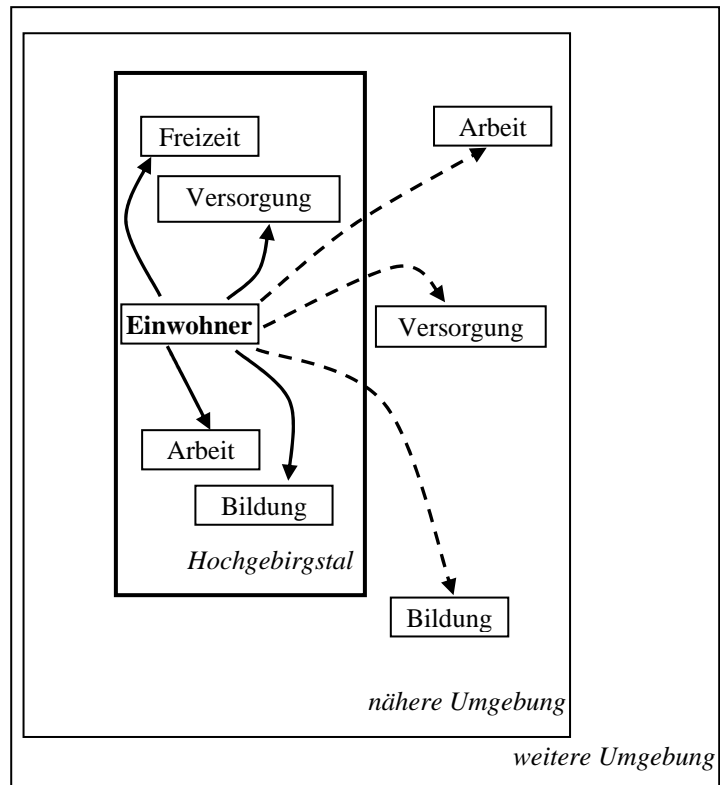 Freizeit
Arbeit
Versorgung
Einwohner
Versorgung
Arbeit
Bildung
Hochgebirgstal
Bildung
nähere Umgebung
weitere Umgebung